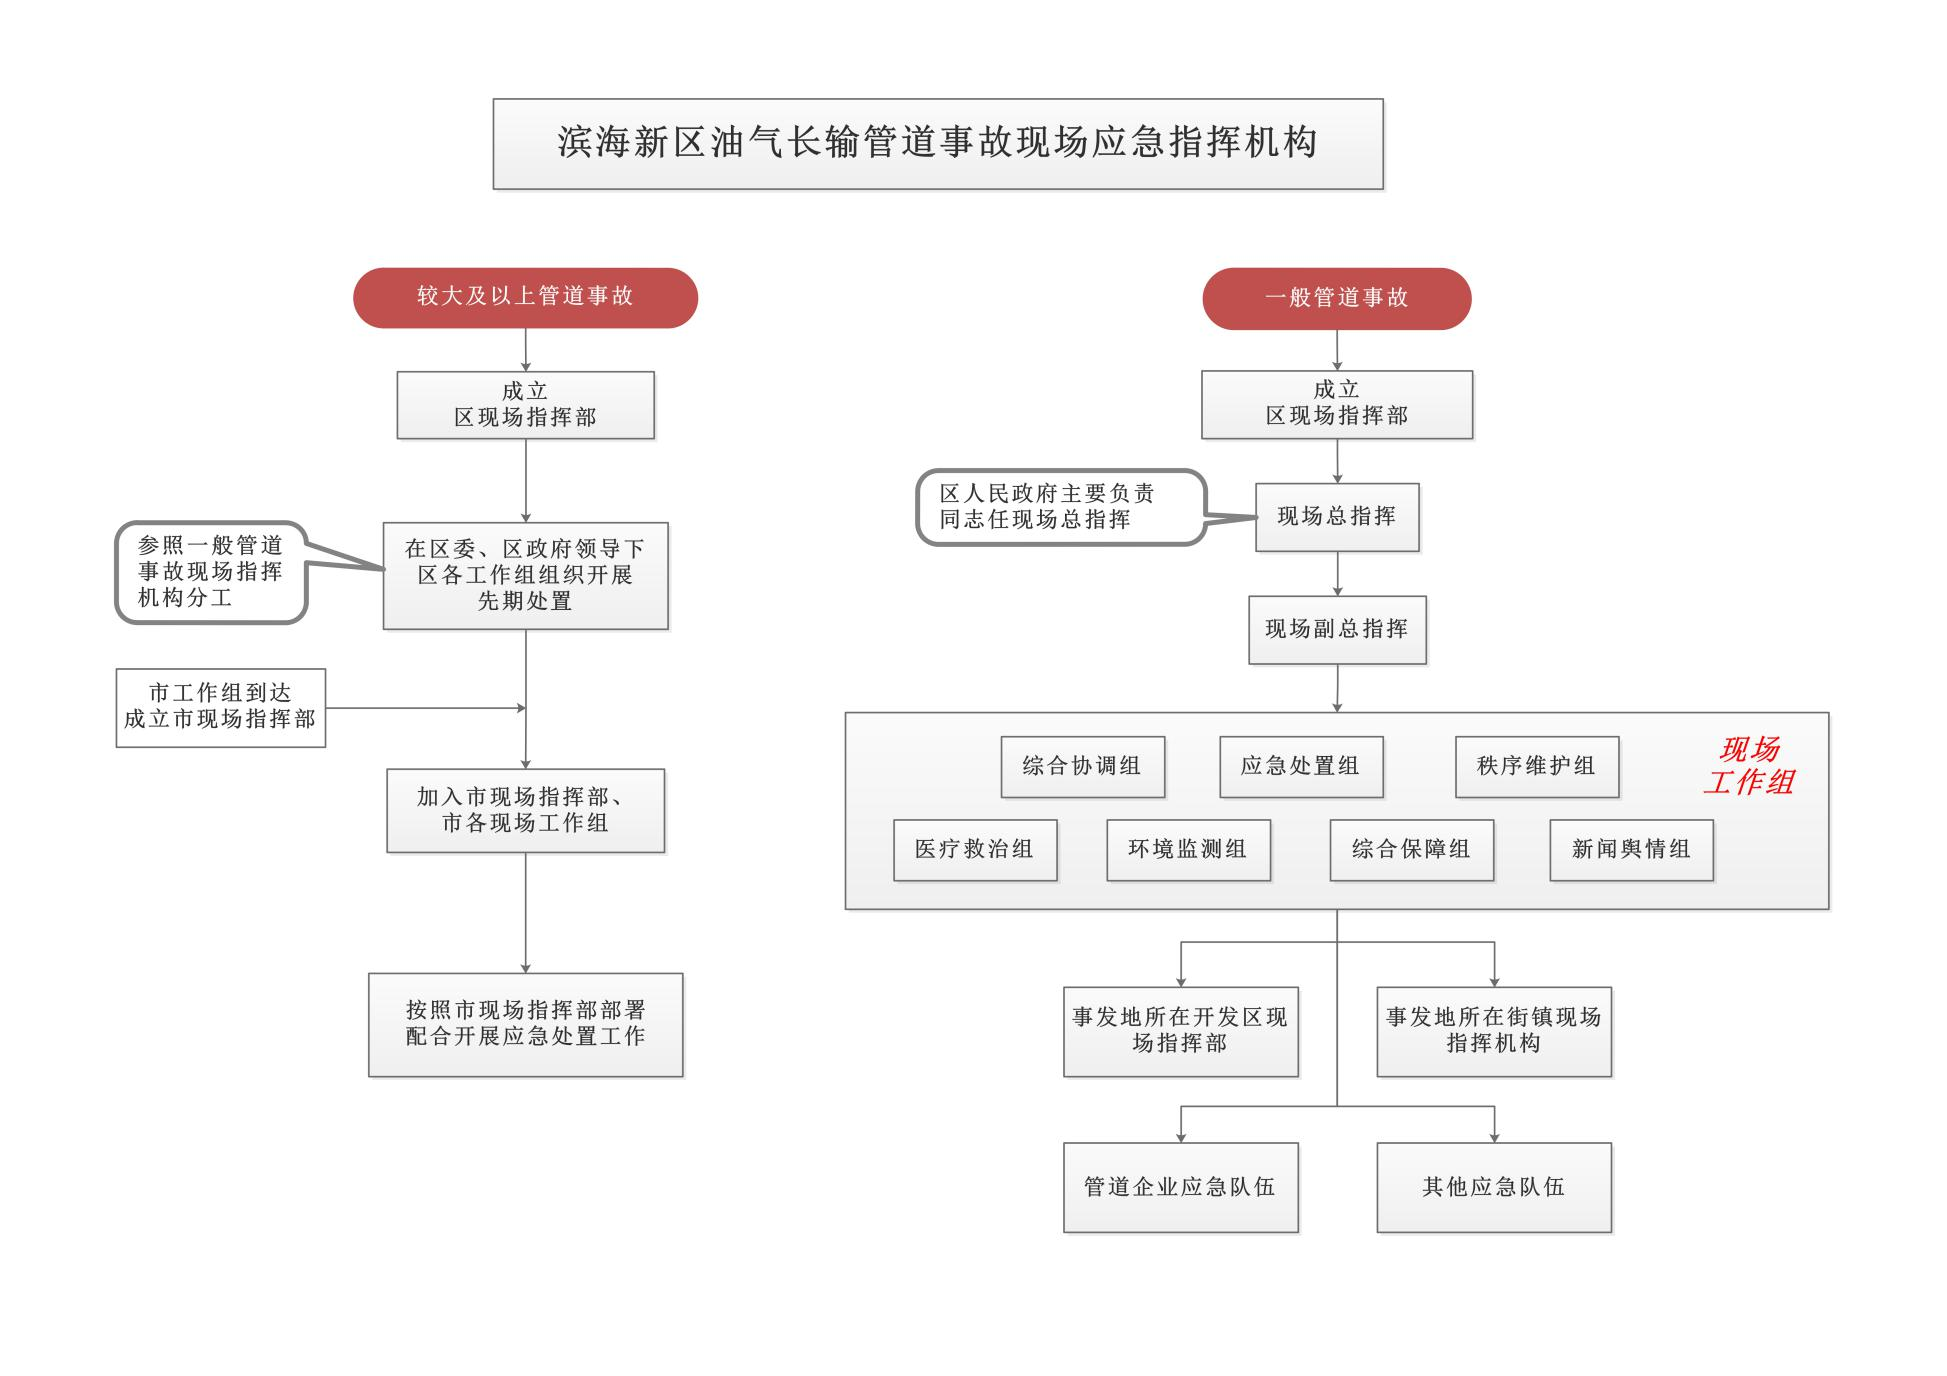 滨海新区油气长输管道事故现场应急指挥机构
较大及以上管道事故
成立
区现场指挥部
参照一般管道
事故现场指挥
机构分工
在区委、区政府领导下
区各工作组组织开展
先期处置
市工作组到达
成立市现场指挥部
加入市现场指挥部、
市各现场工作组
按照市现场指挥部部署
配合开展应急处置工作
一般管道事故
成立
区现场指挥部
区人民政府主要负责
同志任现场总指挥
现场总指挥
现场副总指挥
现场
工作组
综合协调组
应急处置组
秩序维护组
医疗救治组
环境监测组
综合保障组
新闻舆情组
事发地所在开发区现
场指挥部
事发地所在街镇现场
指挥机构
管道企业应急队伍
其他应急队伍